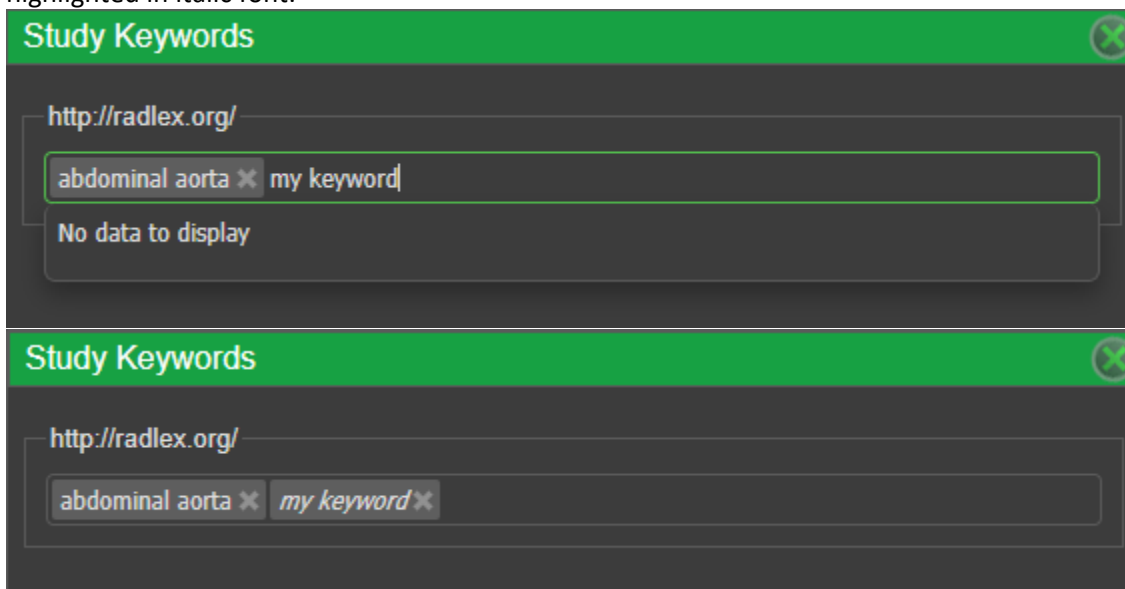 highlighted in italic font.
Study Keywords
http://radlex.org/
abdominal aorta my keyword
No data to display
Study Keywords
http://radlex.org/
abdominal aorta my keyword